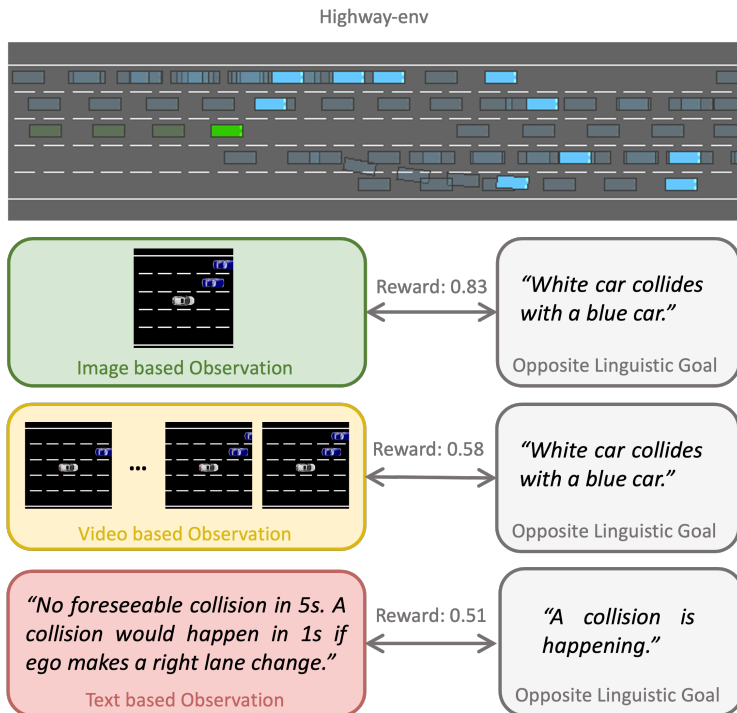 Highway-env
Reward: 0.83
“White car collides
with a blue car.”
Image based Observation
Opposite Linguistic Goal
...
Reward: 0.58
“White car collides
with a blue car.”
Video based Observation
Opposite Linguistic Goal
“No foreseeable collision in 5s. A
collision would happen in 1s if
ego makes a right lane change.”
Text based Observation
Reward: 0.51
“A collision is
happening.”
Opposite Linguistic Goal